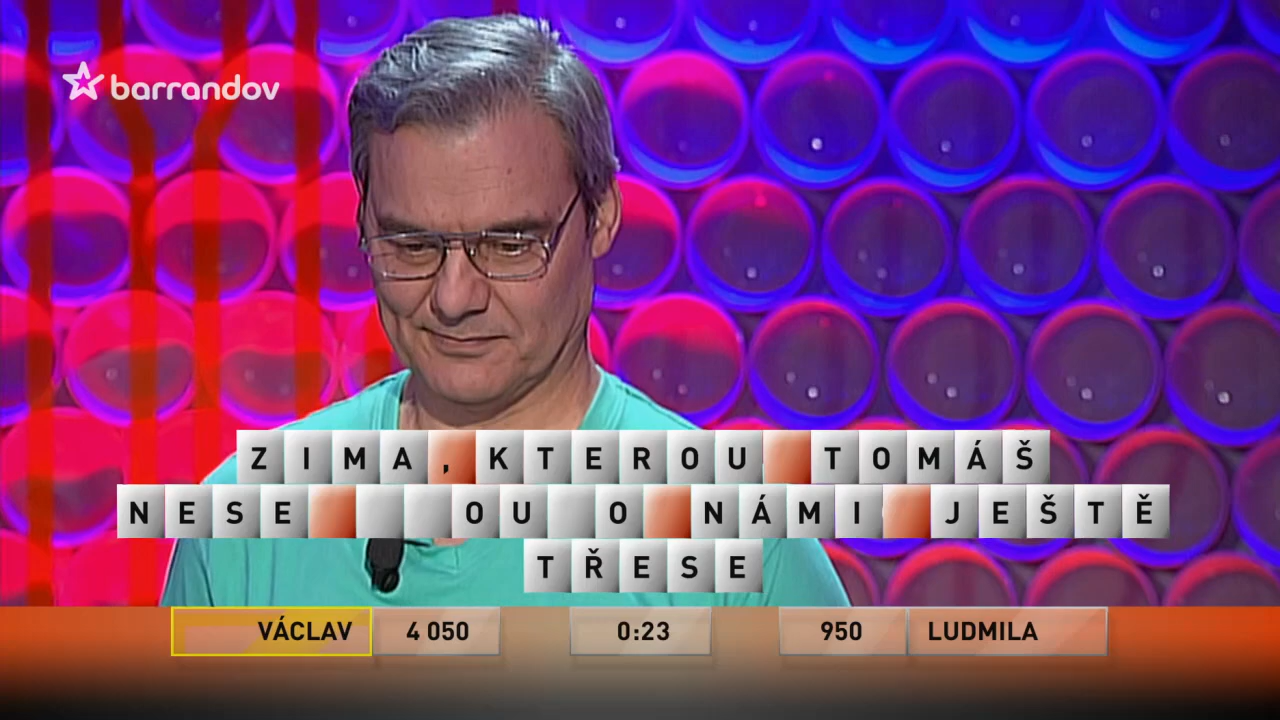 barrandov
ZIMA, KTEROU TOMÁŠ
NESE   OU O NÁMI JEŠTĚ
TŘESE
VÁCLAV 4 050 0:23 950 LUDMILA